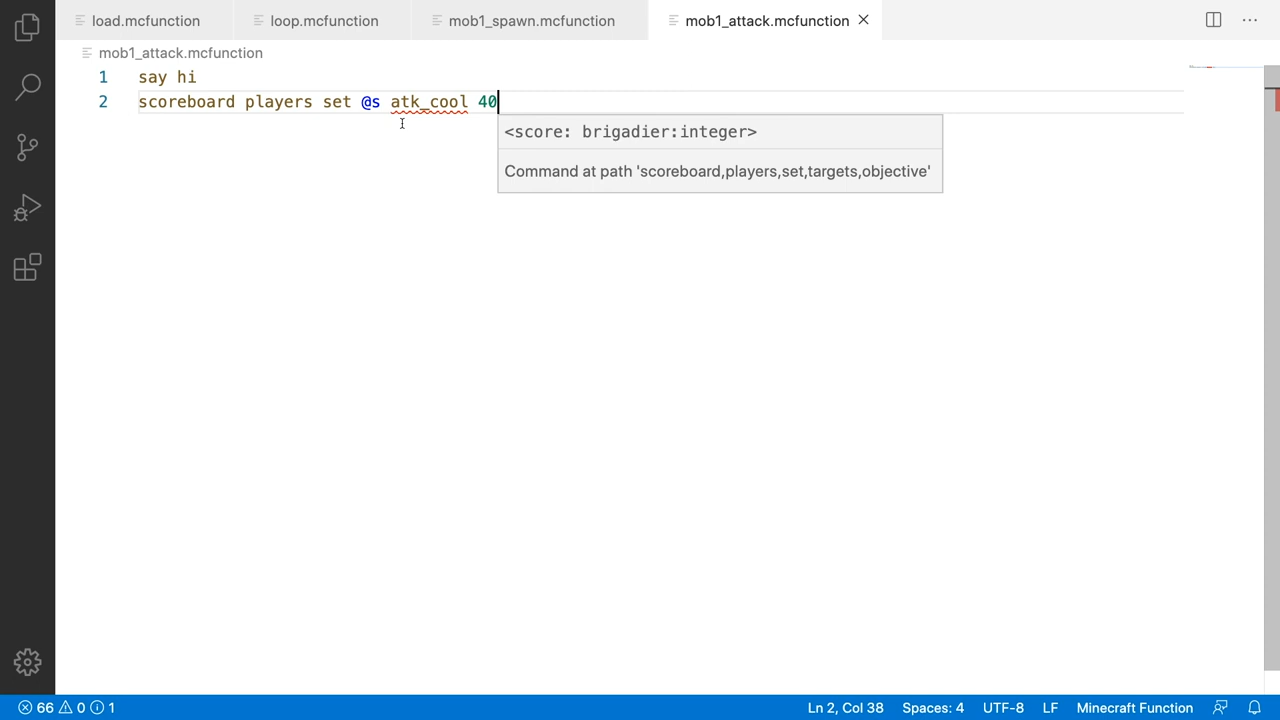 load.mcfunction loop.mcfunction mob1_spawn.mcfunction mob1_attack.mcfunction
mob1_attack.mcfunction
1 say hi
2 scoreboard players set @s atk_cool 40
<score: brigadier:integer>
Command at path 'scoreboard,players,set,targets,objective'
66 0 1 Ln 2, Col 38 Spaces: 4 UTF-8 LF Minecraft Function